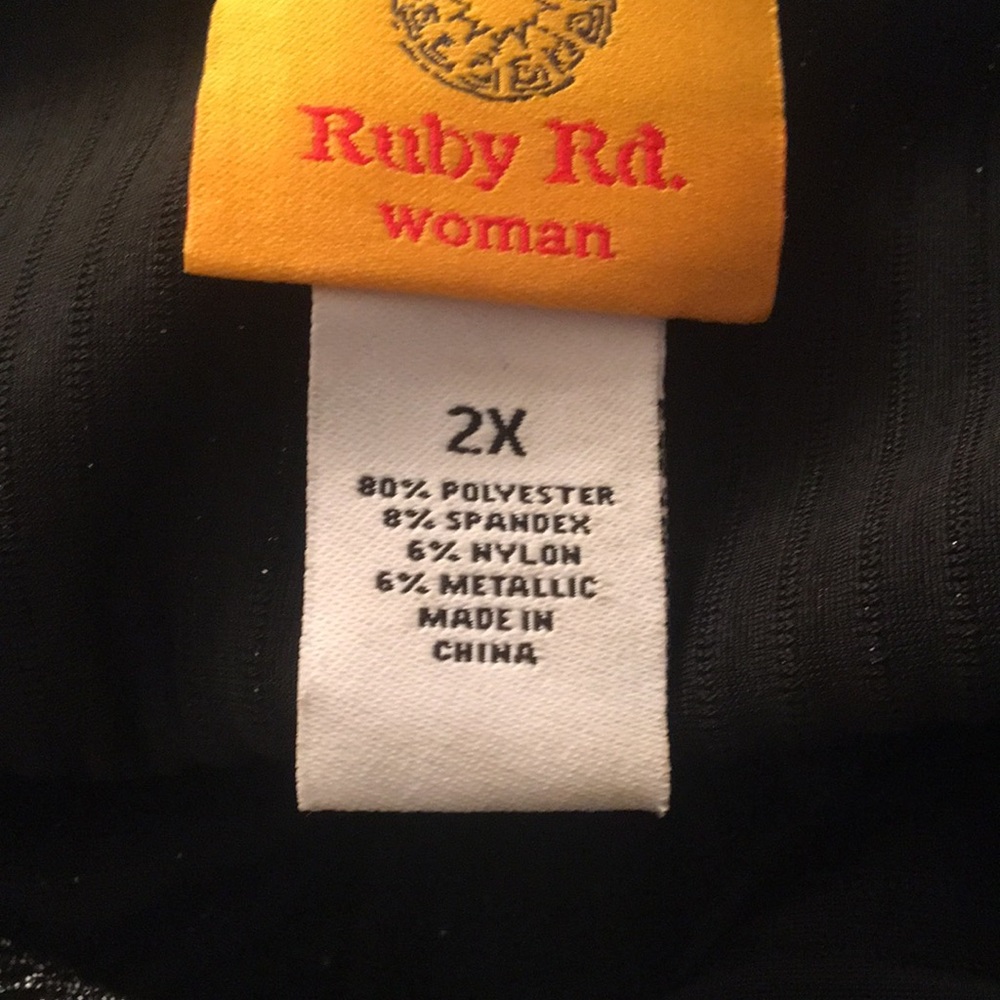 Ruby Rd.
woman
2X
80% POLYESTER
8% SPANDEX
6% NYLON
6% METALLIC
MADE IN
CHINA